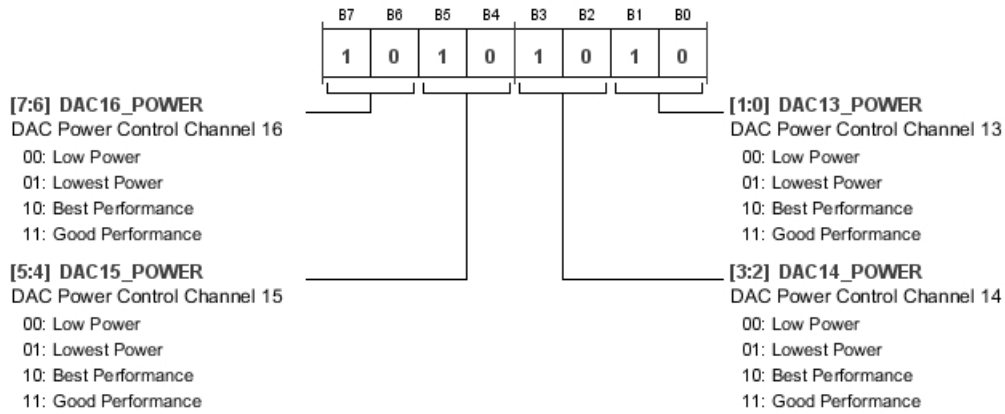 B7 B6 B5 B4 B3 B2 B1 B0
1 0 1 0 1 0 1 0
[7:6] DAC16_POWER
DAC Power Control Channel 16
00: Low Power
01: Lowest Power
10: Best Performance
11: Good Performance
[1:0] DAC13_POWER
DAC Power Control Channel 13
00: Low Power
01: Lowest Power
10: Best Performance
11: Good Performance
[5:4] DAC15_POWER
DAC Power Control Channel 15
00: Low Power
01: Lowest Power
10: Best Performance
11: Good Performance
[3:2] DAC14_POWER
DAC Power Control Channel 14
00: Low Power
01: Lowest Power
10: Best Performance
11: Good Performance